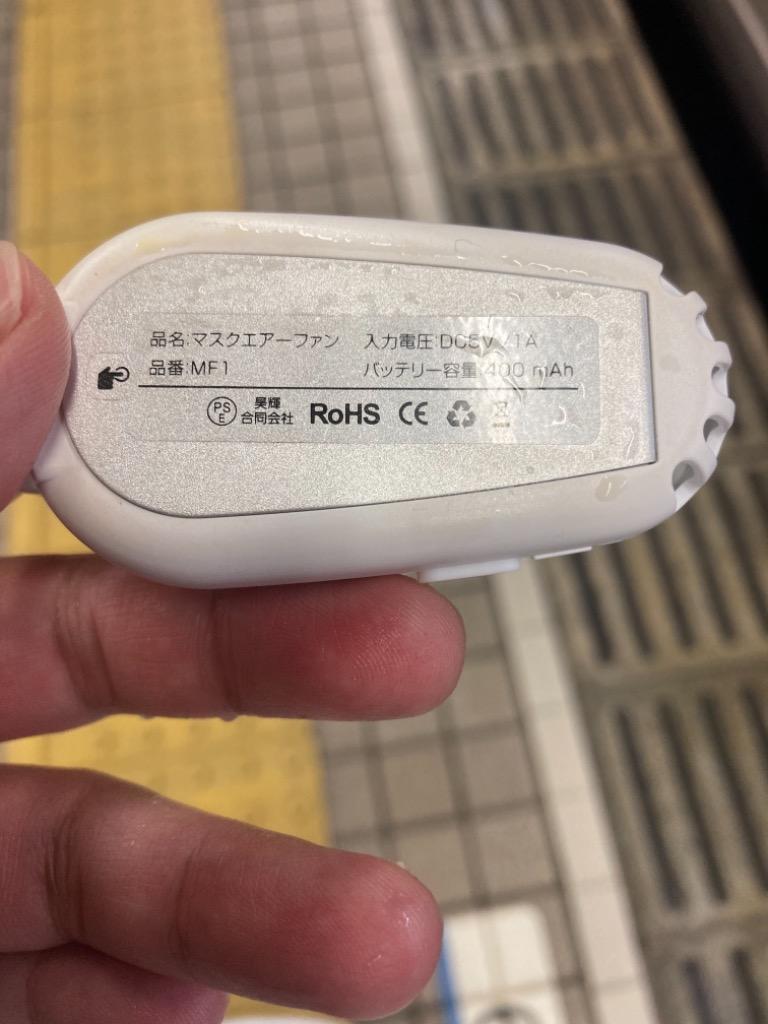 品名:マスクエアーファン 入力電圧:DC5V /1A
品番:MF1 バッテリー容量:400 mAh
PS
E
昊輝
合同会社
RoHS CE